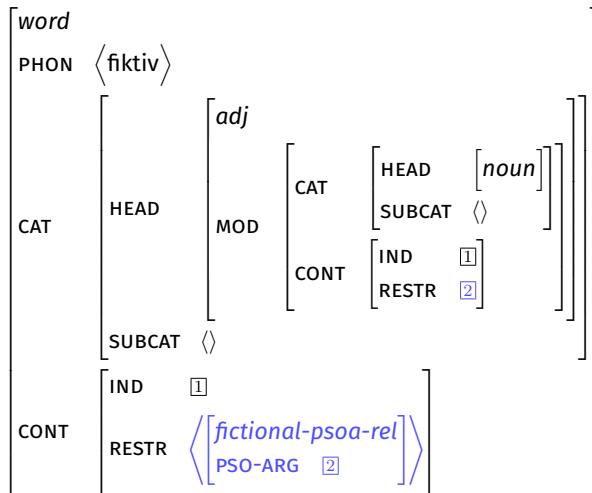 word
PHON ⟨fiktiv⟩
adj
CAT HEAD [noun]
SUBCAT ⟨⟩
CAT HEAD MOD
CONT IND 1
RESTR 2
SUBCAT ⟨⟩
IND 1
CONT
RESTR ⟨[fictional-psoa-rel
PSO-ARG 2]⟩